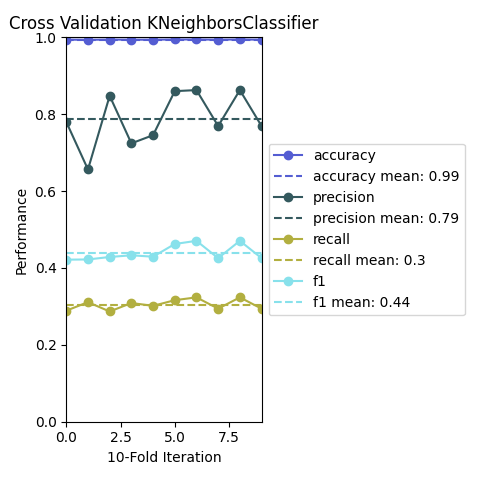 Cross Validation KNeighborsClassifier
1.0
0.8
0.6
0.4
0.2
0.0
Performance
0.0 2.5 5.0 7.5
10-Fold Iteration
accuracy
accuracy mean: 0.99
precision
precision mean: 0.79
recall
recall mean: 0.3
f1
f1 mean: 0.44